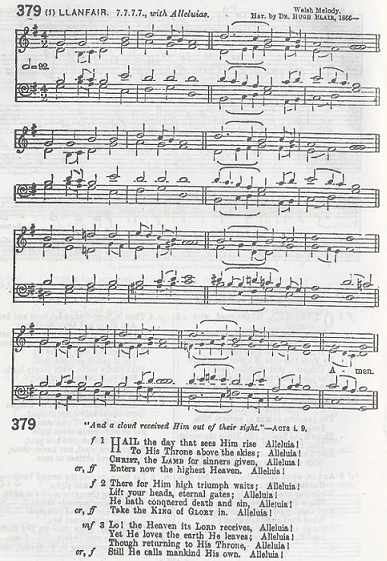 379 (1) LLANFAIR. 7.7.7.7., with Alleluias.
Welsh Melody.
Har. by DR. HUGH BLAIR, 1855—
=92.
A - men.
379
"And a cloud received Him out of their sight."—ACTS i. 9.
f 1 HAIL the day that sees Him rise Alleluia!
To His Throne above the skies; Alleluia!
CHRIST, the LAMB for sinners given, Alleluia!
cr, ff Enters now the highest Heaven. Alleluia!
f 2 There for Him high triumph waits; Alleluia!
Lift your heads, eternal gates; Alleluia!
He hath conquered death and sin, Alleluia!
cr, ff Take the KING of GLORY in. Alleluia!
mf 3 Lo! the Heaven its LORD receives, Alleluia!
Yet He loves the earth He leaves; Alleluia!
Though returning to His Throne, Alleluia!
cr, f Still He calls mankind His own. Alleluia!